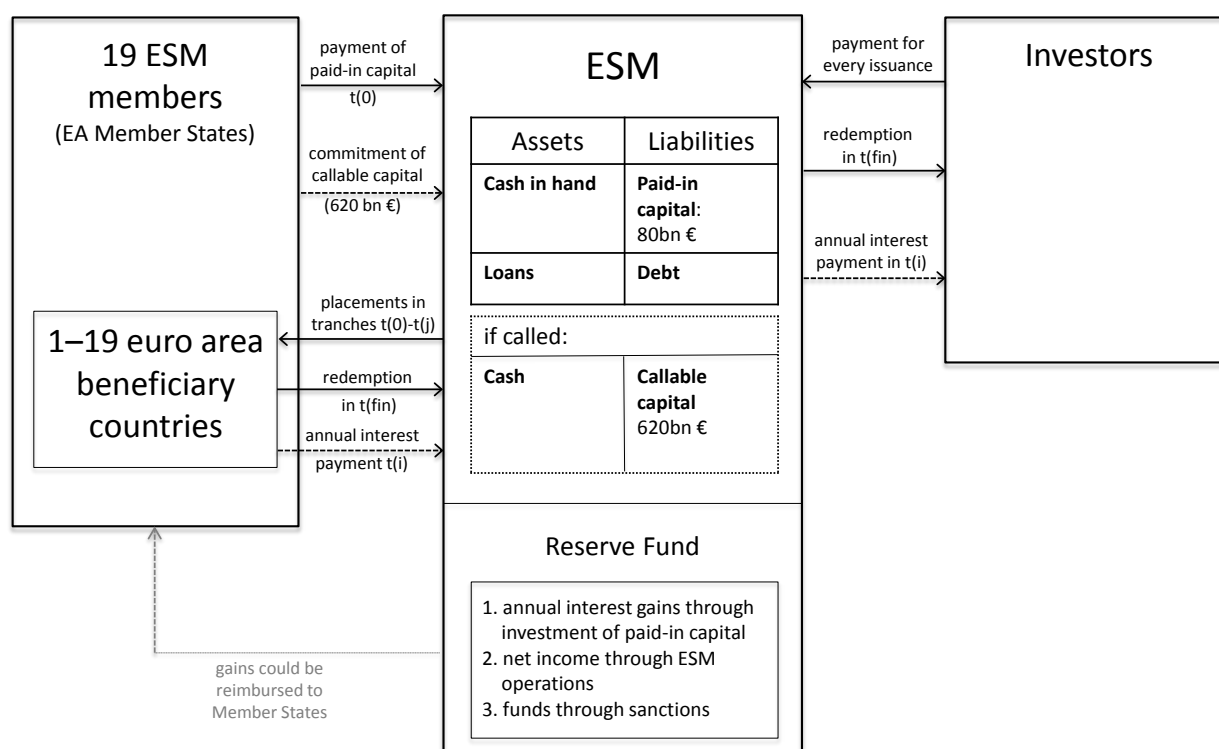 19 ESM
members
(EA Member States)
payment of
paid-in capital
t(0)
commitment of
callable capital
(620 bn €)
placements in
tranches t(0)-t(j)
1–19 euro area
beneficiary
countries
redemption
in t(fin)
annual interest
payment t(i)
gains could be
reimbursed to
Member States
ESM
Assets
Liabilities
Cash in hand
Paid-in
capital:
80bn €
Loans
Debt
if called:
Cash
Callable
capital
620bn €
Reserve Fund
1. annual interest gains through
investment of paid-in capital
2. net income through ESM
operations
3. funds through sanctions
payment for
every issuance
redemption
in t(fin)
annual interest
payment in t(i)
Investors